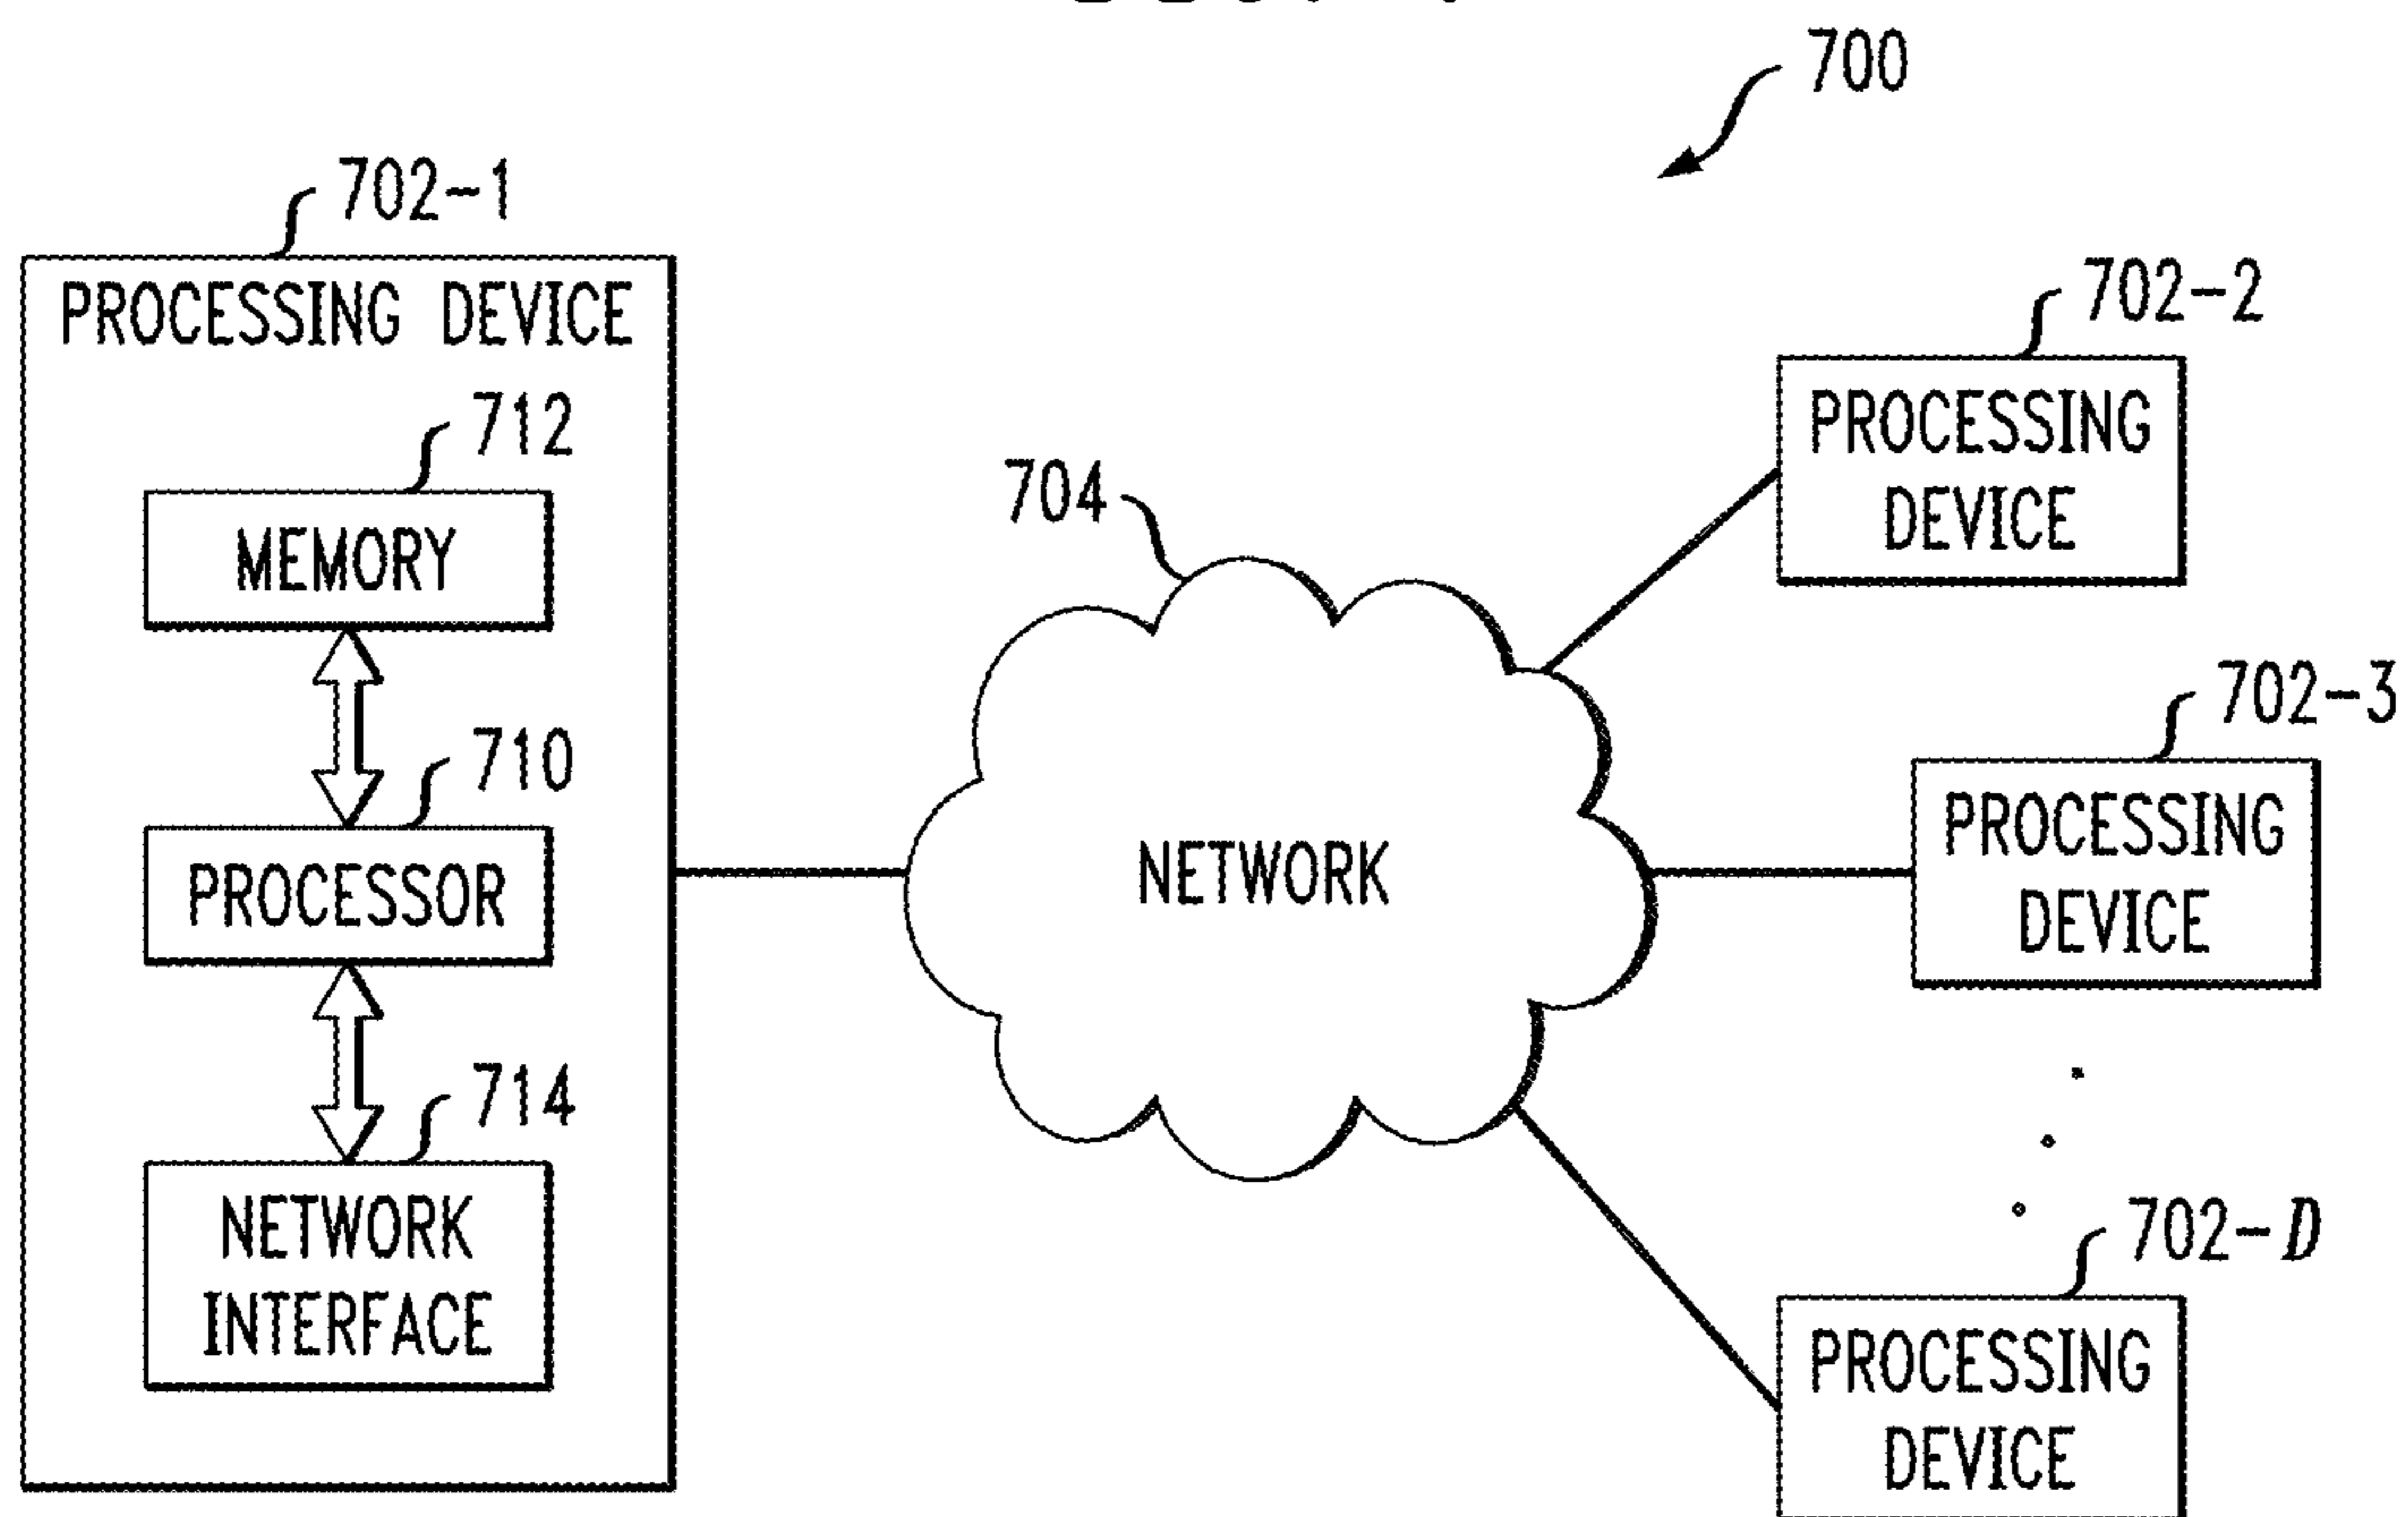 700
702-1
PROCESSING DEVICE
712
MEMORY
710
PROCESSOR
714
NETWORK
INTERFACE
704
NETWORK
702-2
PROCESSING
DEVICE
702-3
PROCESSING
DEVICE
702-D
PROCESSING
DEVICE